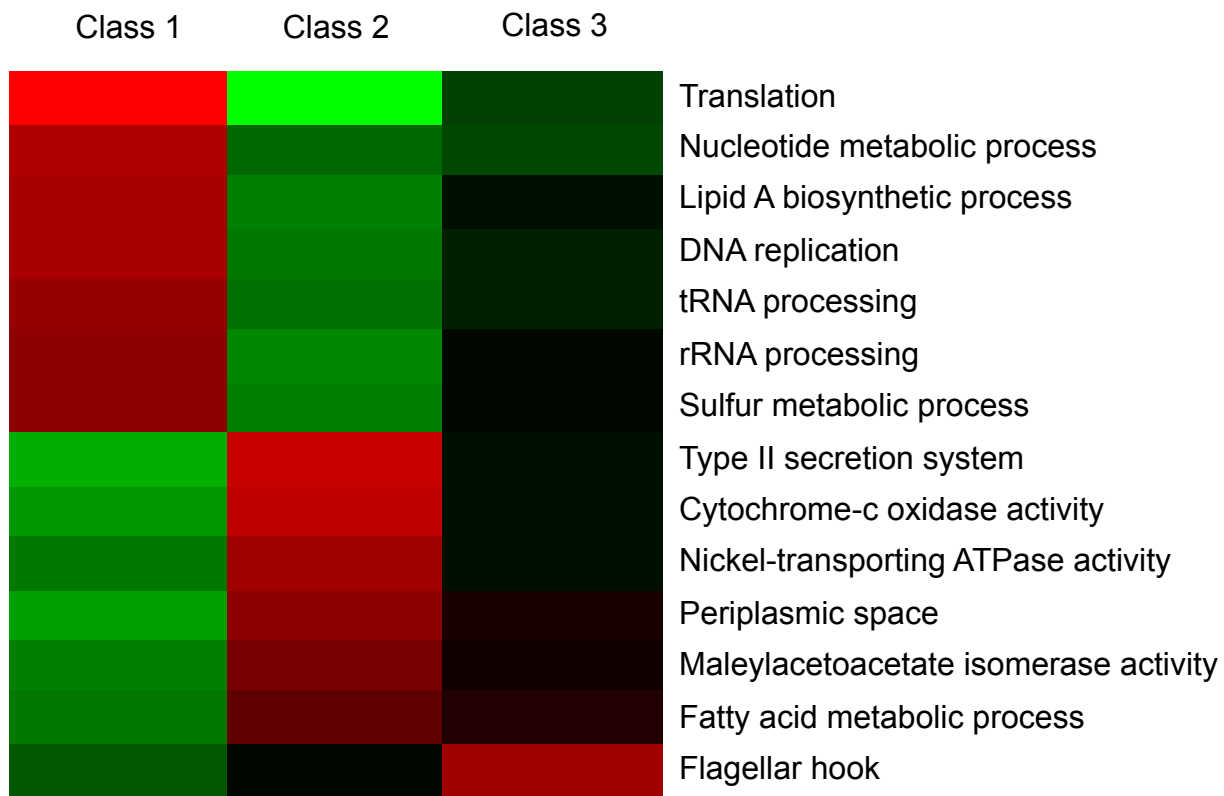 Class 1 Class 2 Class 3
Translation
Nucleotide metabolic process
Lipid A biosynthetic process
DNA replication
tRNA processing
rRNA processing
Sulfur metabolic process
Type II secretion system
Cytochrome-c oxidase activity
Nickel-transporting ATPase activity
Periplasmic space
Maleylacetoacetate isomerase activity
Fatty acid metabolic process
Flagellar hook